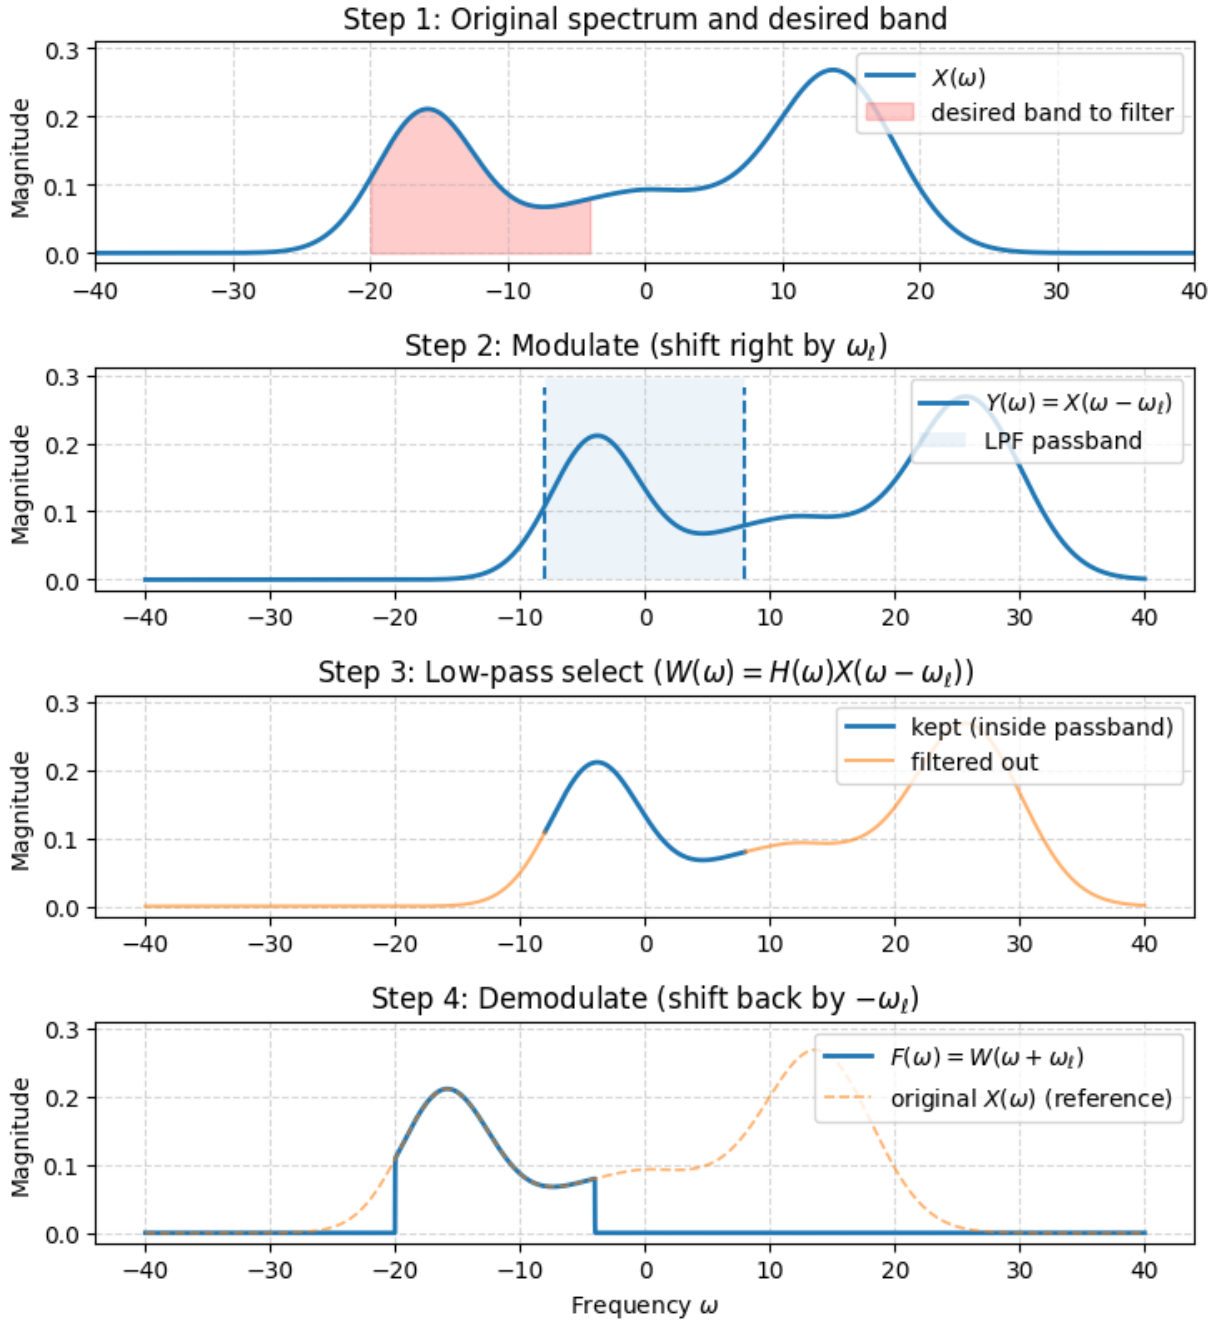 Step 1: Original spectrum and desired band
Magnitude
0.3
0.2
0.1
0.0
X(ω)
desired band to filter
−40 −30 −20 −10 0 10 20 30 40
Step 2: Modulate (shift right by ωℓ)
Magnitude
0.3
0.2
0.1
0.0
Y(ω) = X(ω − ωℓ)
LPF passband
−40 −30 −20 −10 0 10 20 30 40
Step 3: Low-pass select (W(ω) = H(ω)X(ω − ωℓ))
Magnitude
0.3
0.2
0.1
0.0
kept (inside passband)
filtered out
−40 −30 −20 −10 0 10 20 30 40
Step 4: Demodulate (shift back by −ωℓ)
Magnitude
0.3
0.2
0.1
0.0
F(ω) = W(ω + ωℓ)
original X(ω) (reference)
−40 −30 −20 −10 0 10 20 30 40
Frequency ω